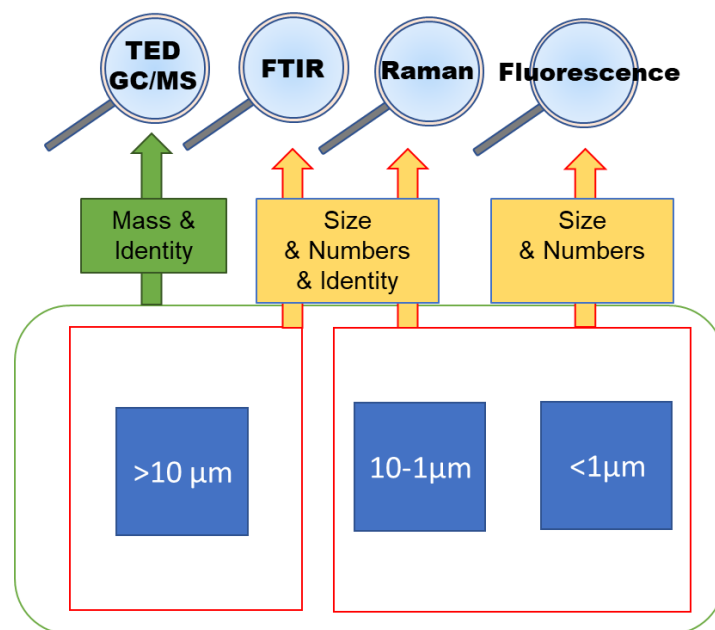 TED
GC/MS
FTIR
Raman
Fluorescence
Mass &
Identity
Size
& Numbers
& Identity
Size
& Numbers
>10 µm
10-1µm
<1µm